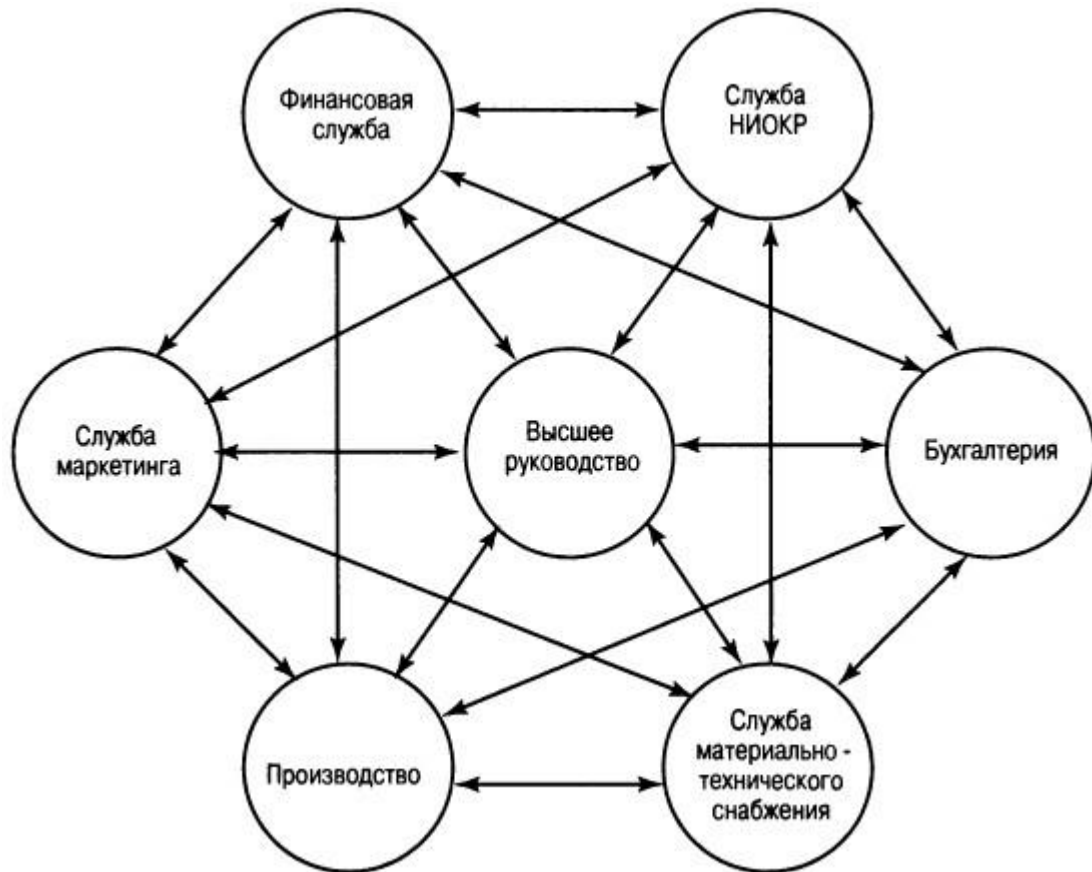 Финансовая
служба
Служба
НИОКР
Служба
маркетинга
Высшее
руководство
Бухгалтерия
Производство
Служба
материально -
технического
снабжения